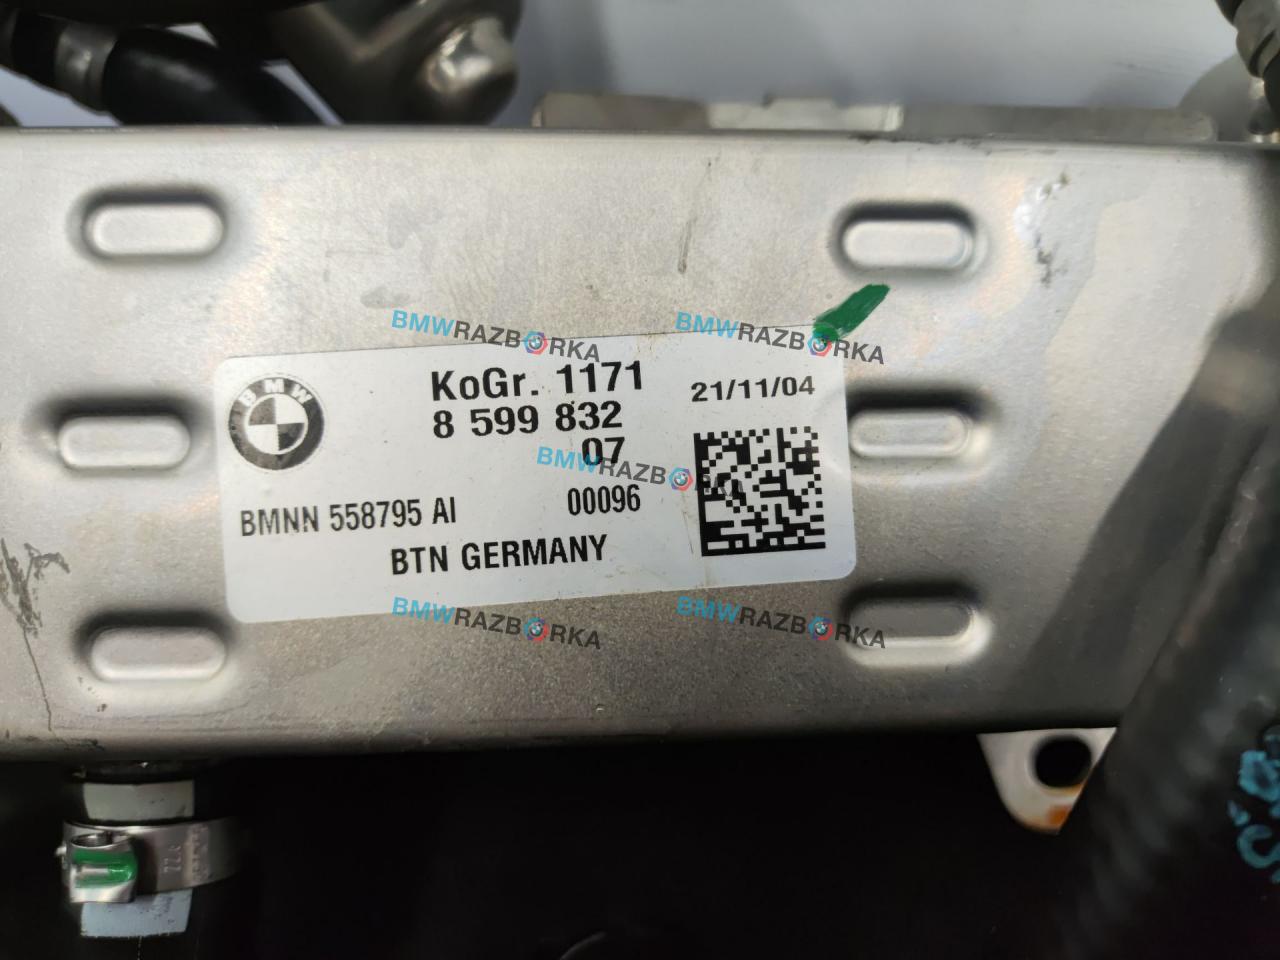 BMW
KoGr. 1171
21/11/04
8 599 832
07
BMNN 558795 AI
00096
BTN GERMANY
BMWRAZBORKA
BMWRAZBORKA
BMWRAZBORKA
BMWRAZBORKA
BMWRAZBORKA